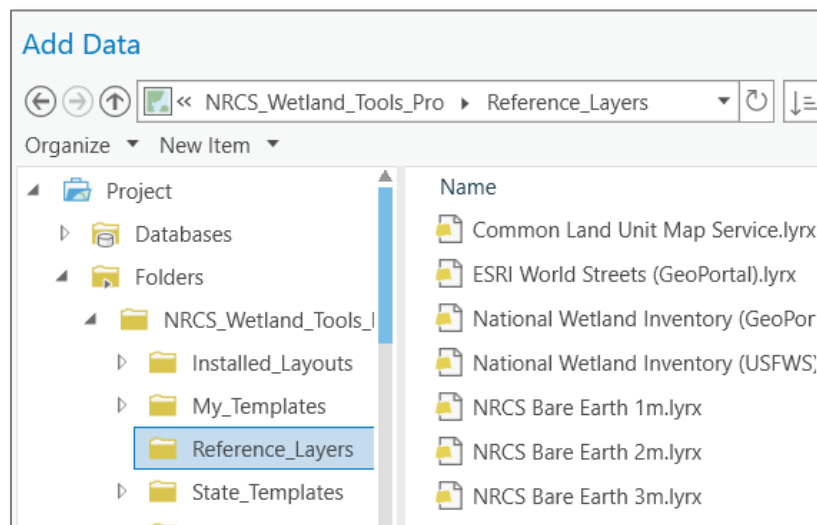 Add Data
« NRCS_Wetland_Tools_Pro Reference_Layers
Organize New Item
Project
Databases
Folders
NRCS_Wetland_Tools_
Installed_Layouts
My_Templates
Reference_Layers
State_Templates
Name
Common Land Unit Map Service.lyrx
ESRI World Streets (GeoPortal).lyrx
National Wetland Inventory (GeoPor
National Wetland Inventory (USFWS)
NRCS Bare Earth 1m.lyrx
NRCS Bare Earth 2m.lyrx
NRCS Bare Earth 3m.lyrx